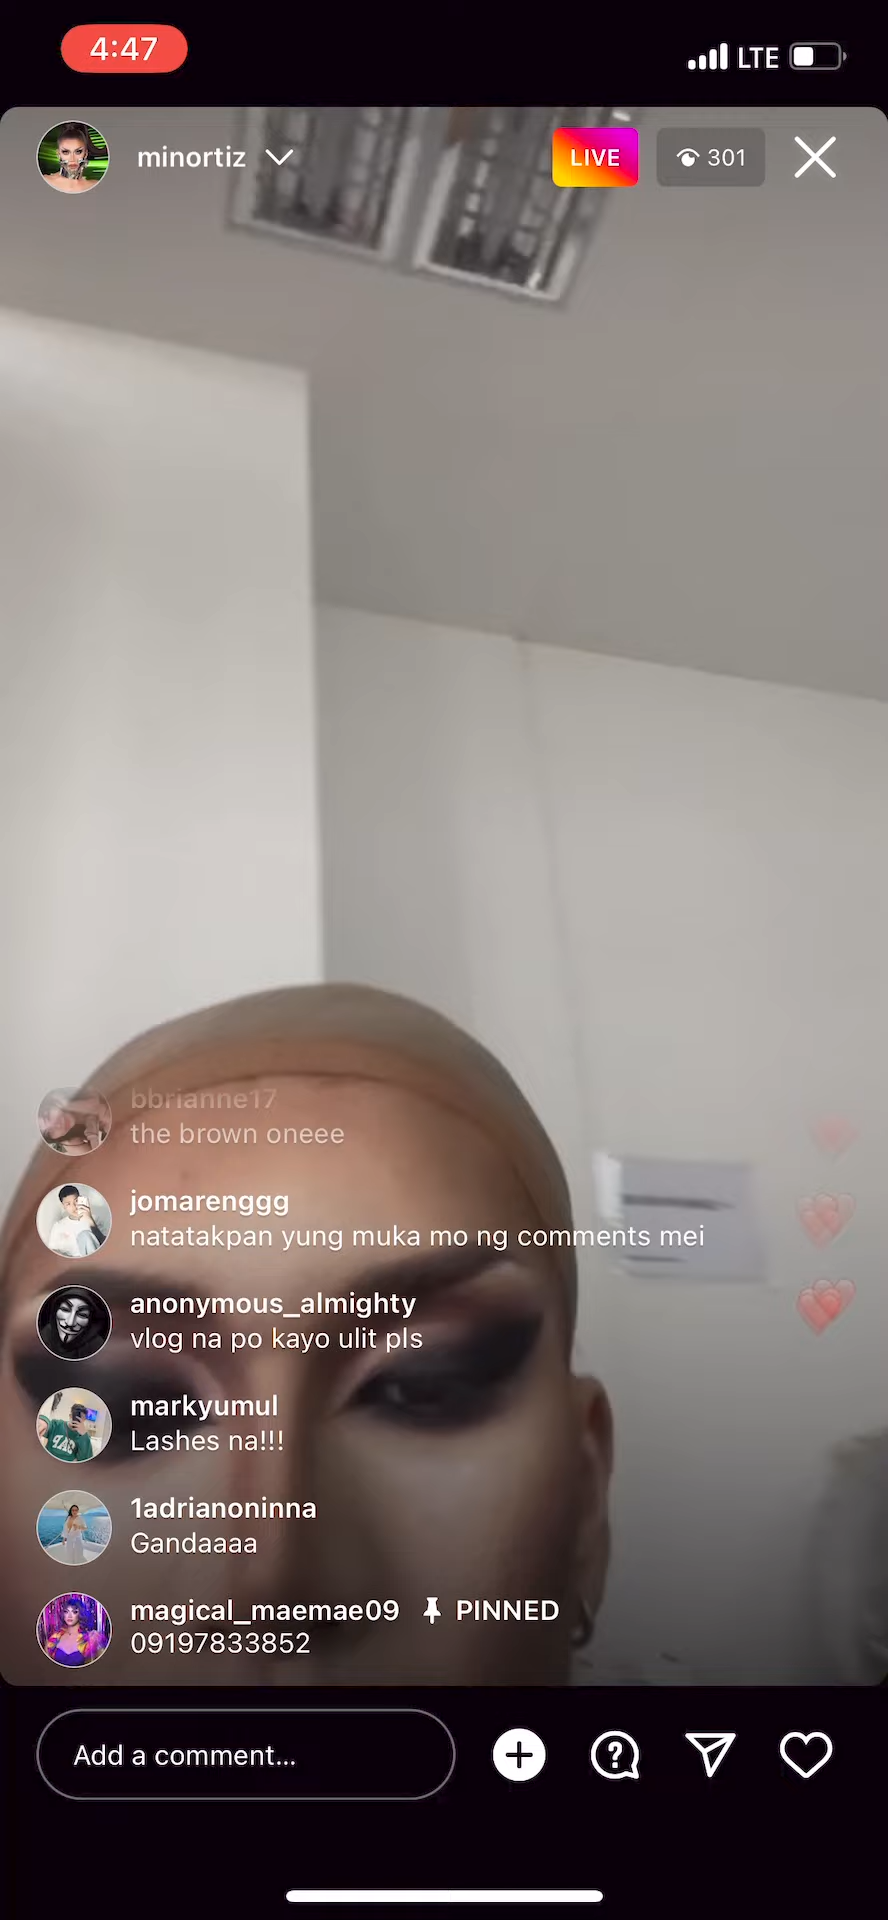 4:47
LTE
minortiz
LIVE
301
bbrianne17
the brown oneee
jomarenggg
natatakpan yung muka mo ng comments mei
anonymous_almighty
vlog na po kayo ulit pls
markyumul
Lashes na!!!
1adrianoninna
Gandaaaa
magical_maemae09 PINNED
09197833852
Add a comment...